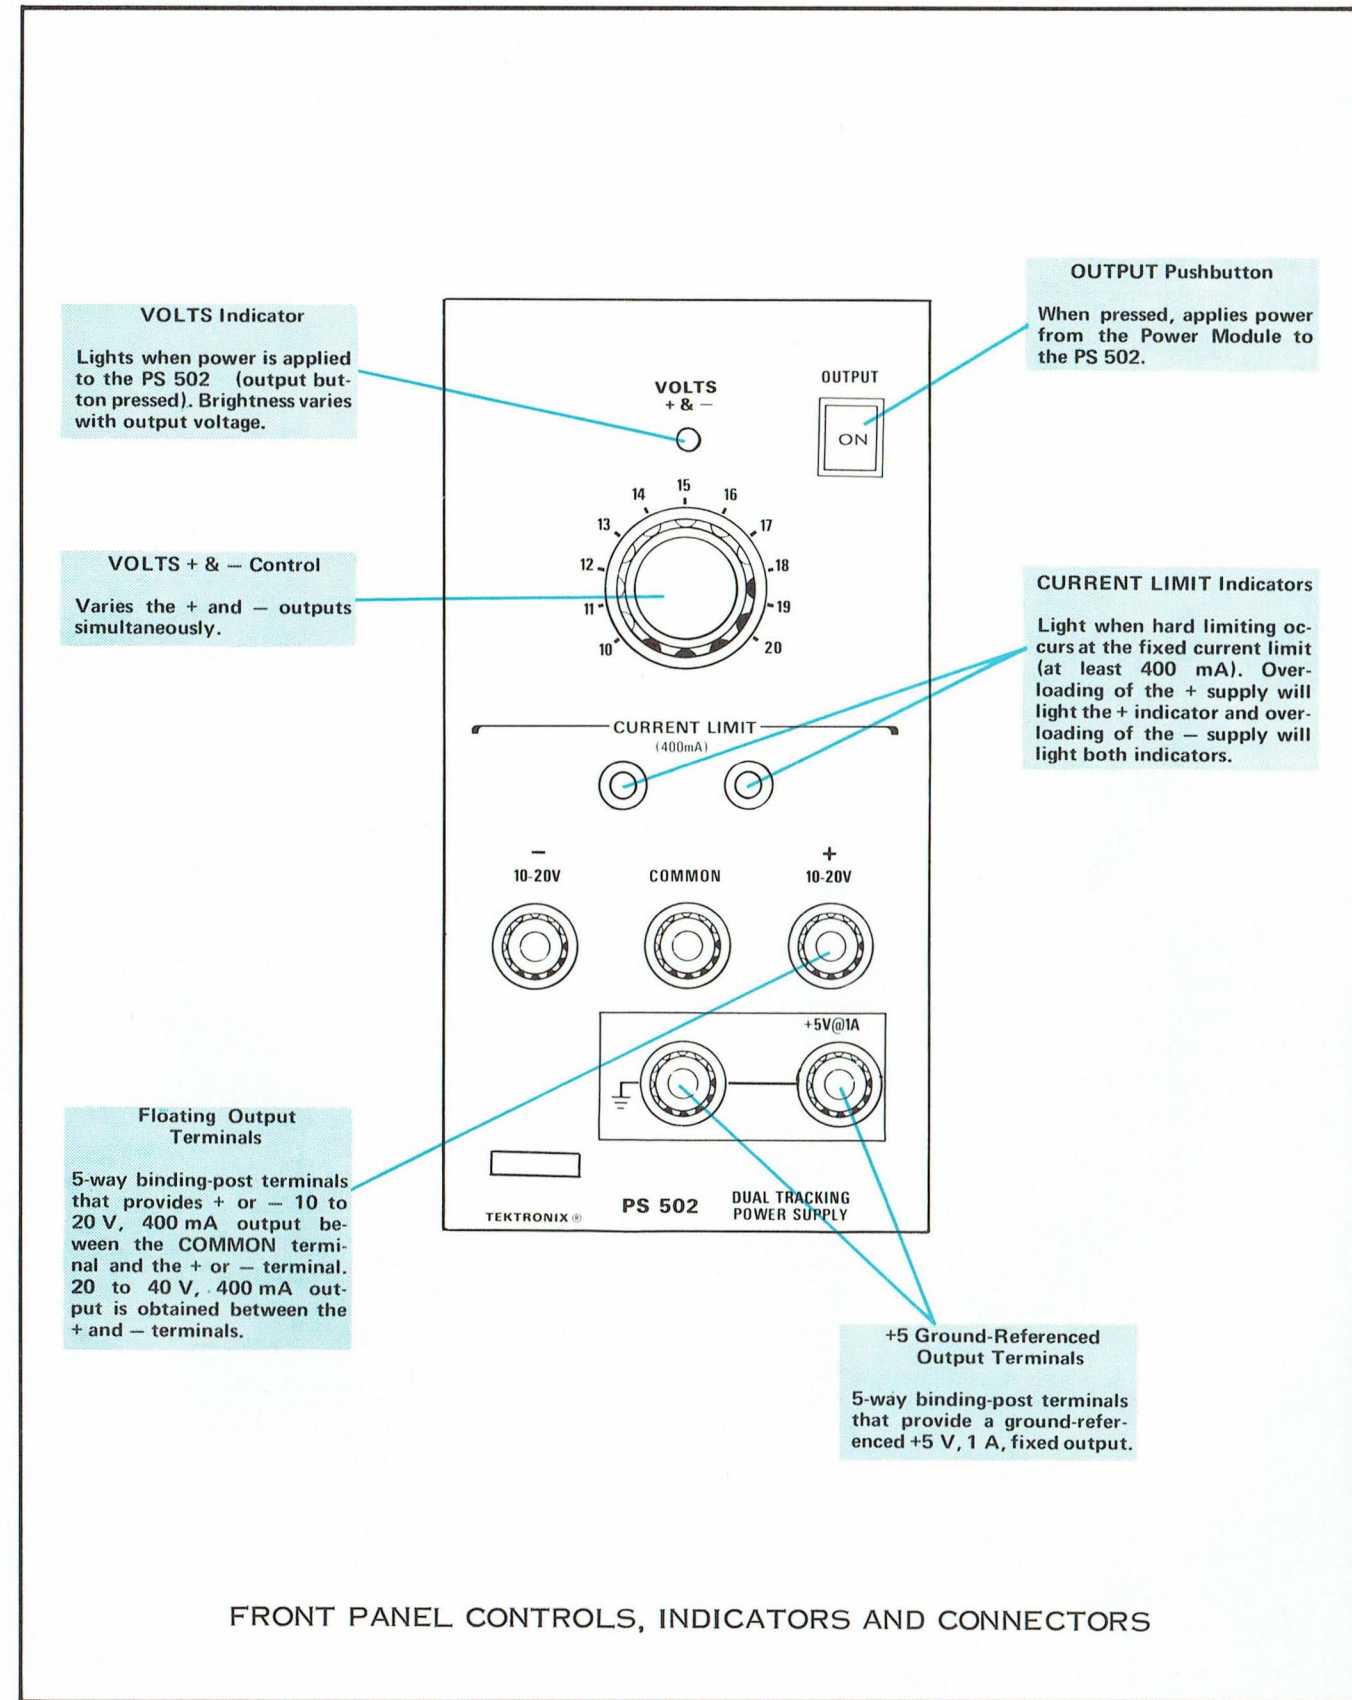 OUTPUT Pushbutton
When pressed, applies power
from the Power Module to
the PS 502.
VOLTS Indicator
Lights when power is applied
to the PS 502 (output but-
ton pressed). Brightness varies
with output voltage.
VOLTS
+ & —
OUTPUT
ON
10
11
12
13
14
15
16
17
18
19
20
VOLTS + & — Control
Varies the + and — outputs
simultaneously.
CURRENT LIMIT Indicators
Light when hard limiting oc-
curs at the fixed current limit
(at least 400 mA). Over-
loading of the + supply will
light the + indicator and over-
loading of the — supply will
light both indicators.
CURRENT LIMIT
(400mA)
—
10-20V
COMMON
+
10-20V
+5V@1A
Floating Output
Terminals
5-way binding-post terminals
that provides + or — 10 to
20 V, 400 mA output be-
ween the COMMON termi-
nal and the + or — terminal.
20 to 40 V, 400 mA out-
put is obtained between the
+ and — terminals.
TEKTRONIX ®
PS 502
DUAL TRACKING
POWER SUPPLY
+5 Ground-Referenced
Output Terminals
5-way binding-post terminals
that provide a ground-refer-
enced +5 V, 1 A, fixed output.
FRONT PANEL CONTROLS, INDICATORS AND CONNECTORS